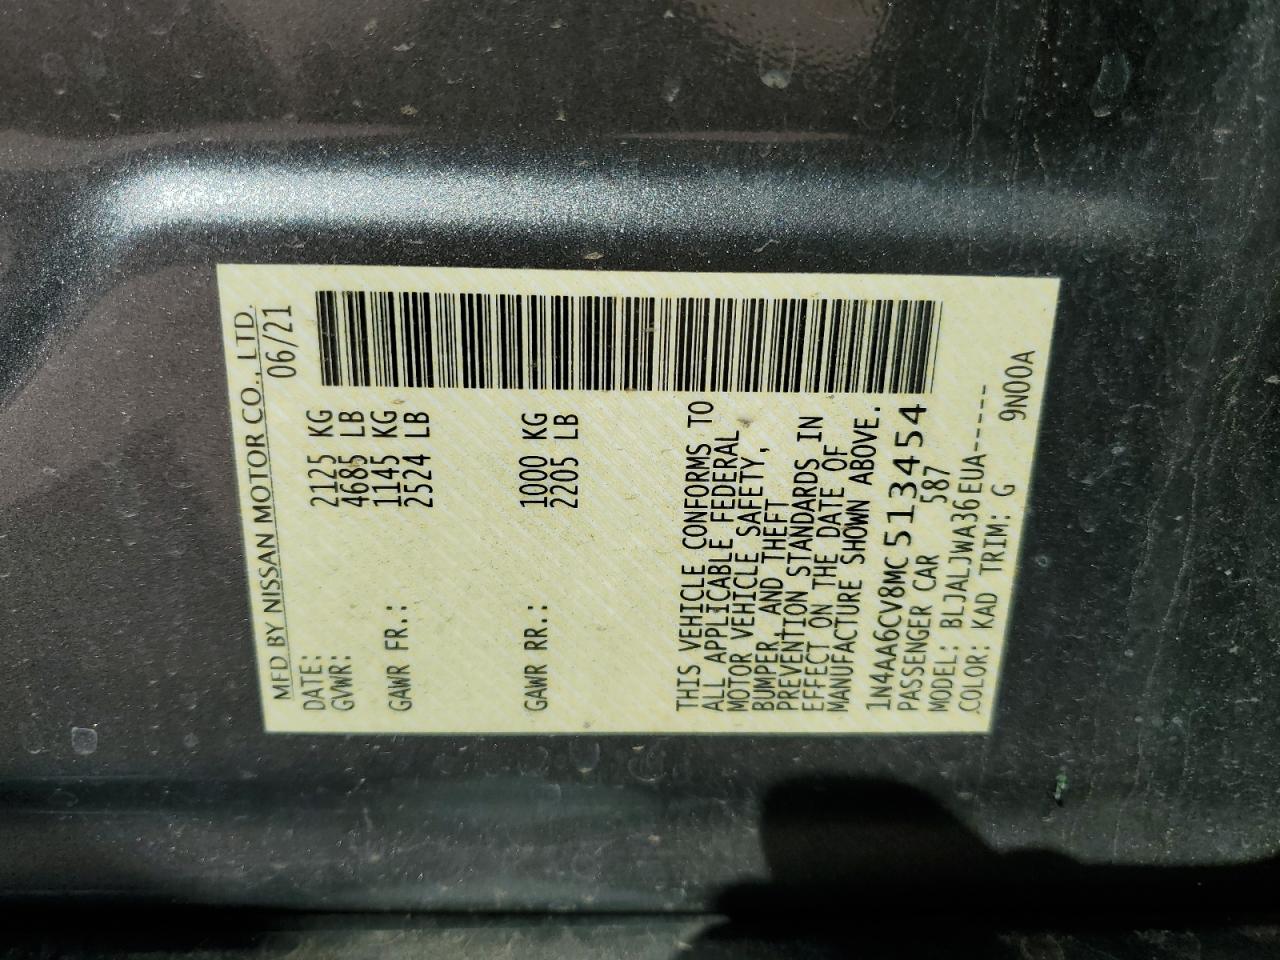 MFD BY NISSAN MOTOR CO., LTD.
DATE: 06/21
GVWR: 2125 KG
4685 LB
GAWR FR.: 1145 KG
2524 LB
GAWR RR.: 1000 KG
2205 LB
THIS VEHICLE CONFORMS TO
ALL APPLICABLE FEDERAL
MOTOR VEHICLE SAFETY,
BUMPER AND THEFT
PREVENTION STANDARDS IN
EFFECT ON THE DATE OF
MANUFACTURE SHOWN ABOVE.
1N4AA6CV8MC513454
PASSENGER CAR 587
MODEL: BLJALJWA36EUA-----
COLOR: KAD TRIM: G 9N00A